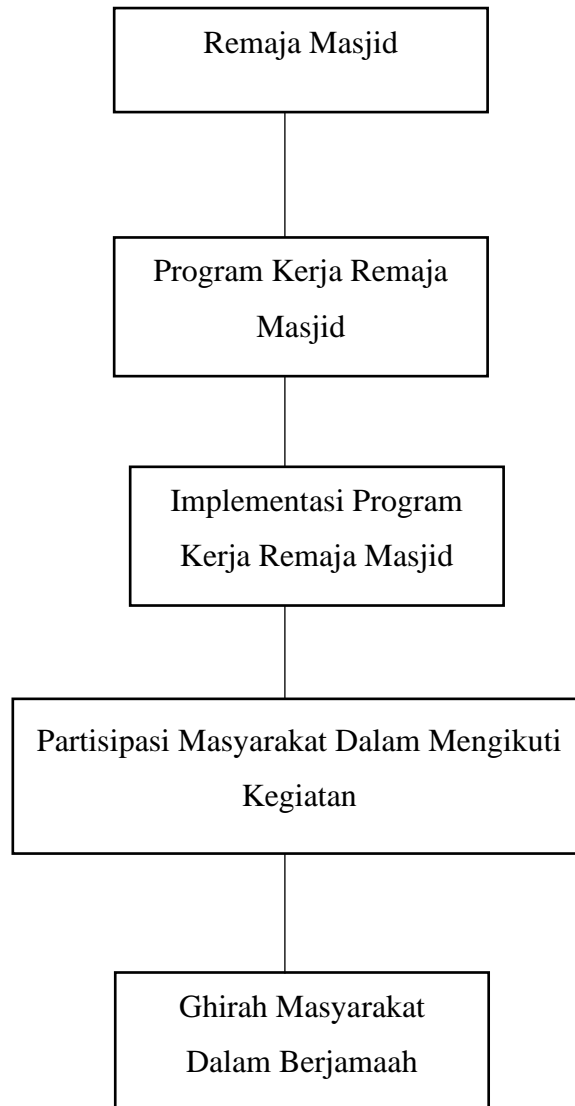 Remaja Masjid
Program Kerja Remaja
Masjid
Implementasi Program
Kerja Remaja Masjid
Partisipasi Masyarakat Dalam Mengikuti
Kegiatan
Ghirah Masyarakat
Dalam Berjamaah